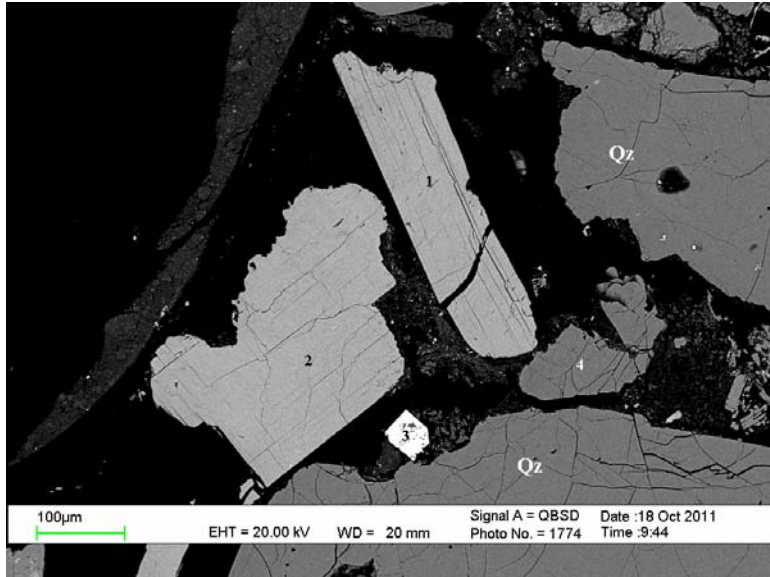 1
Qz
2
4
3
Qz
100µm
EHT = 20.00 kV
WD = 20 mm
Signal A = QBSD
Photo No. = 1774
Date :18 Oct 2011
Time :9:44